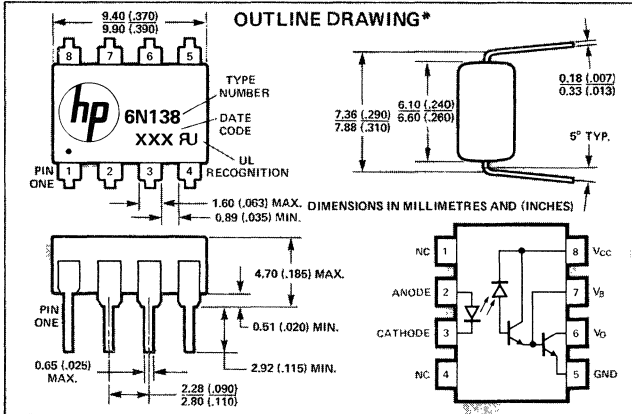 OUTLINE DRAWING*
9.40 (.370)
9.90 (.390)
8 7 6 5
hp
6N138
XXX RU
TYPE
NUMBER
DATE
CODE
UL
RECOGNITION
PIN
ONE
1 2 3 4
1.60 (.063) MAX.
0.89 (.035) MIN.
7.36 (.290)
7.88 (.310)
6.10 (.240)
6.60 (.260)
0.18 (.007)
0.33 (.013)
5° TYP.
DIMENSIONS IN MILLIMETRES AND (INCHES)
PIN
ONE
4.70 (.185) MAX.
0.51 (.020) MIN.
2.92 (.115) MIN.
0.65 (.025)
MAX.
2.28 (.090)
2.80 (.110)
NC 1
8 VCC
ANODE 2
7 VB
CATHODE 3
6 VO
NC 4
5 GND